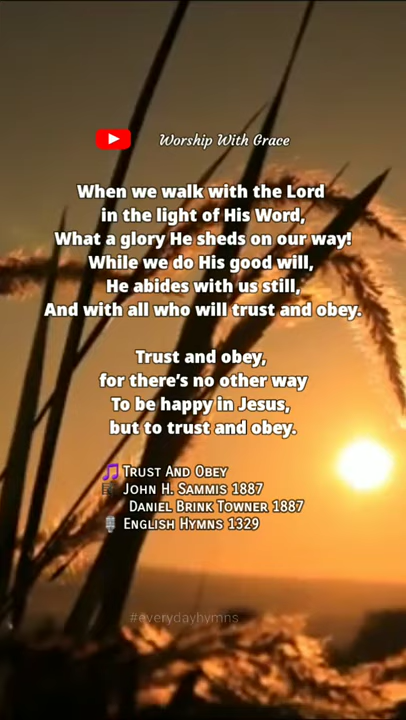 Worship With Grace
When we walk with the Lord
in the light of His Word,
What a glory He sheds on our way!
While we do His good will,
He abides with us still,
And with all who will trust and obey.
Trust and obey,
for there's no other way
To be happy in Jesus,
but to trust and obey.
Trust And Obey
John H. Sammis 1887
Daniel Brink Towner 1887
English Hymns 1329
#everydayhymns